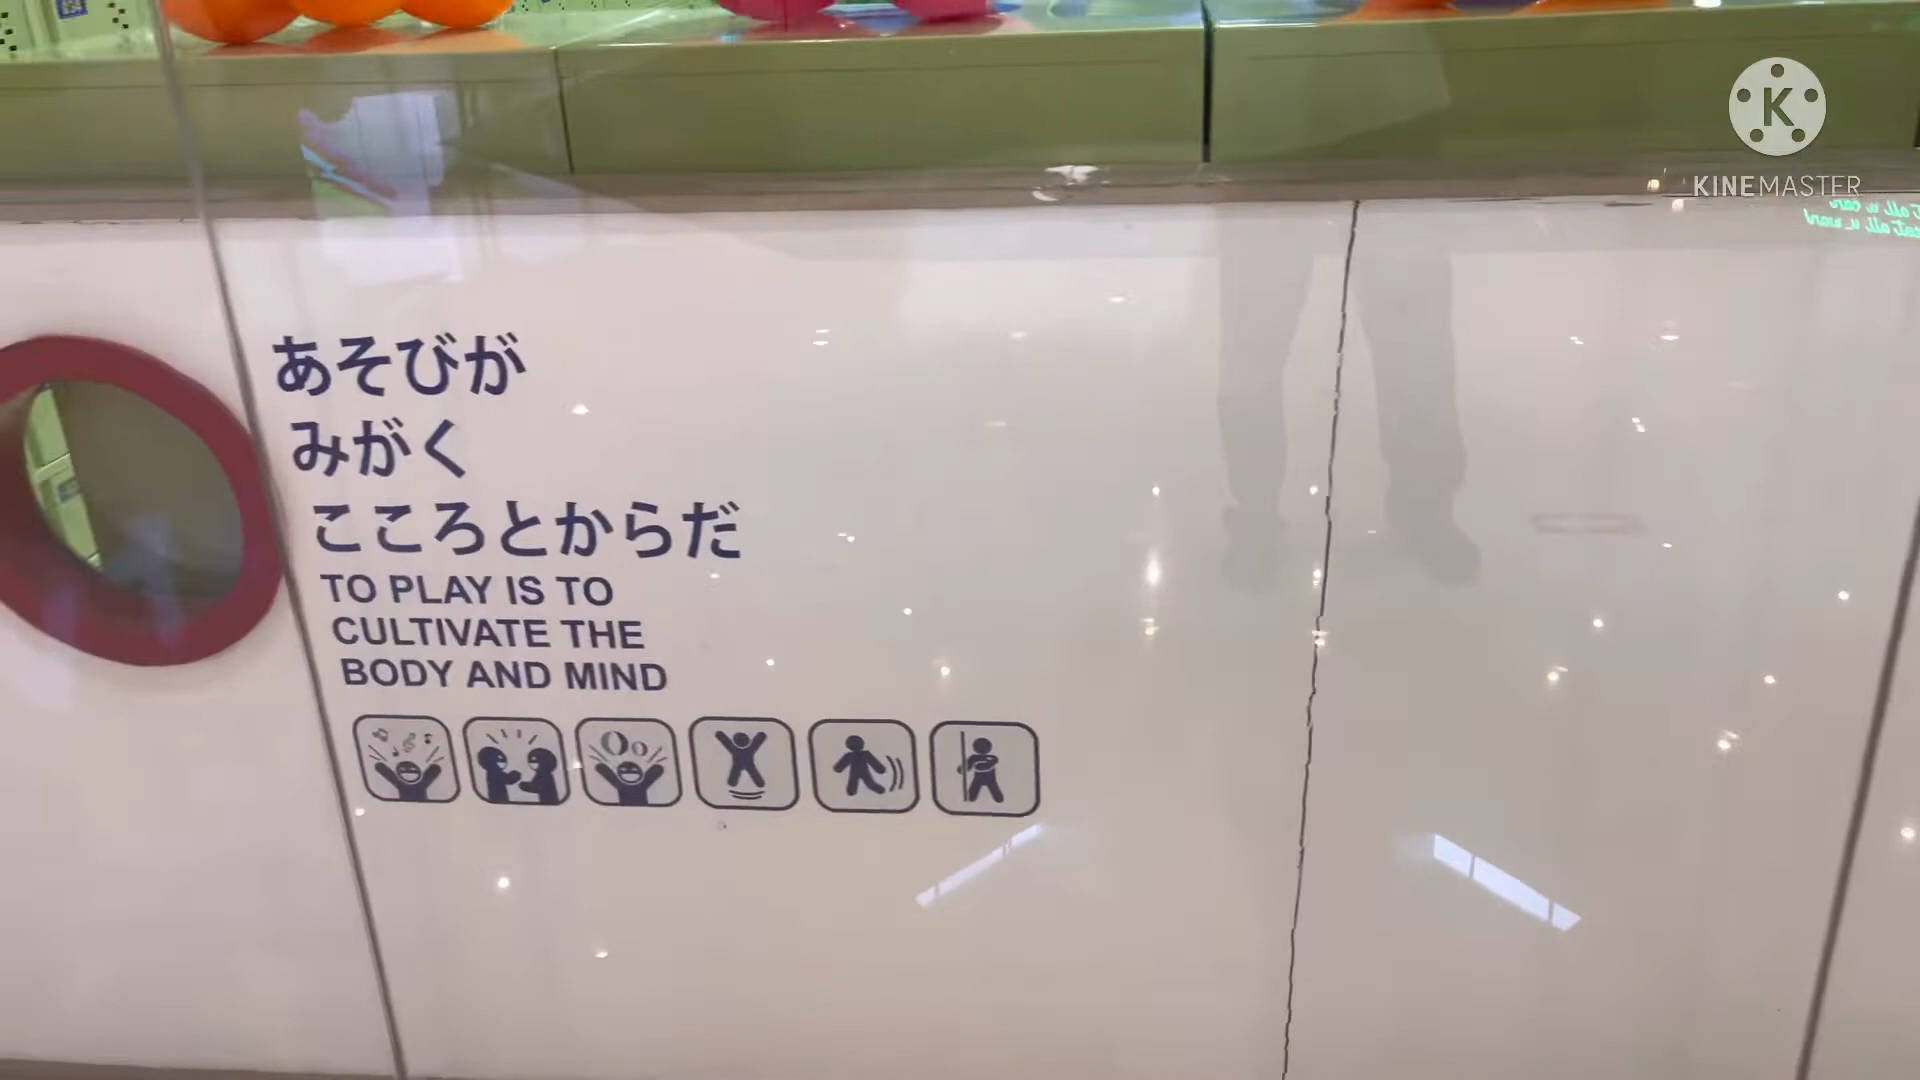 KINEMASTER
あそびが
みがく
こころとからだ
TO PLAY IS TO
CULTIVATE THE
BODY AND MIND